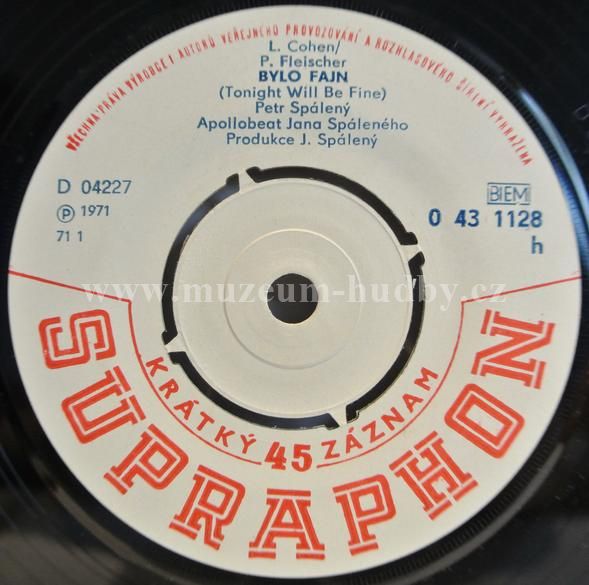 VŠECHNA PRÁVA VÝROBCE I AUTORŮ VEŘEJNÉHO PROVOZOVÁNÍ A ROZHLASOVÉHO ŠÍŘENÍ VYHRAŽENA
L. Cohen/
P. Fleischer
BYLO FAJN
(Tonight Will Be Fine)
Petr Spálený
Apollobeat Jana Spáleného
Produkce J. Spálený
D 04227
Ⓟ 1971
71 1
BIEM
0 43 1128
h
www.muzeum-hudby.cz
KRÁTKÝ 45 ZÁZNAM
SUPRAPHON